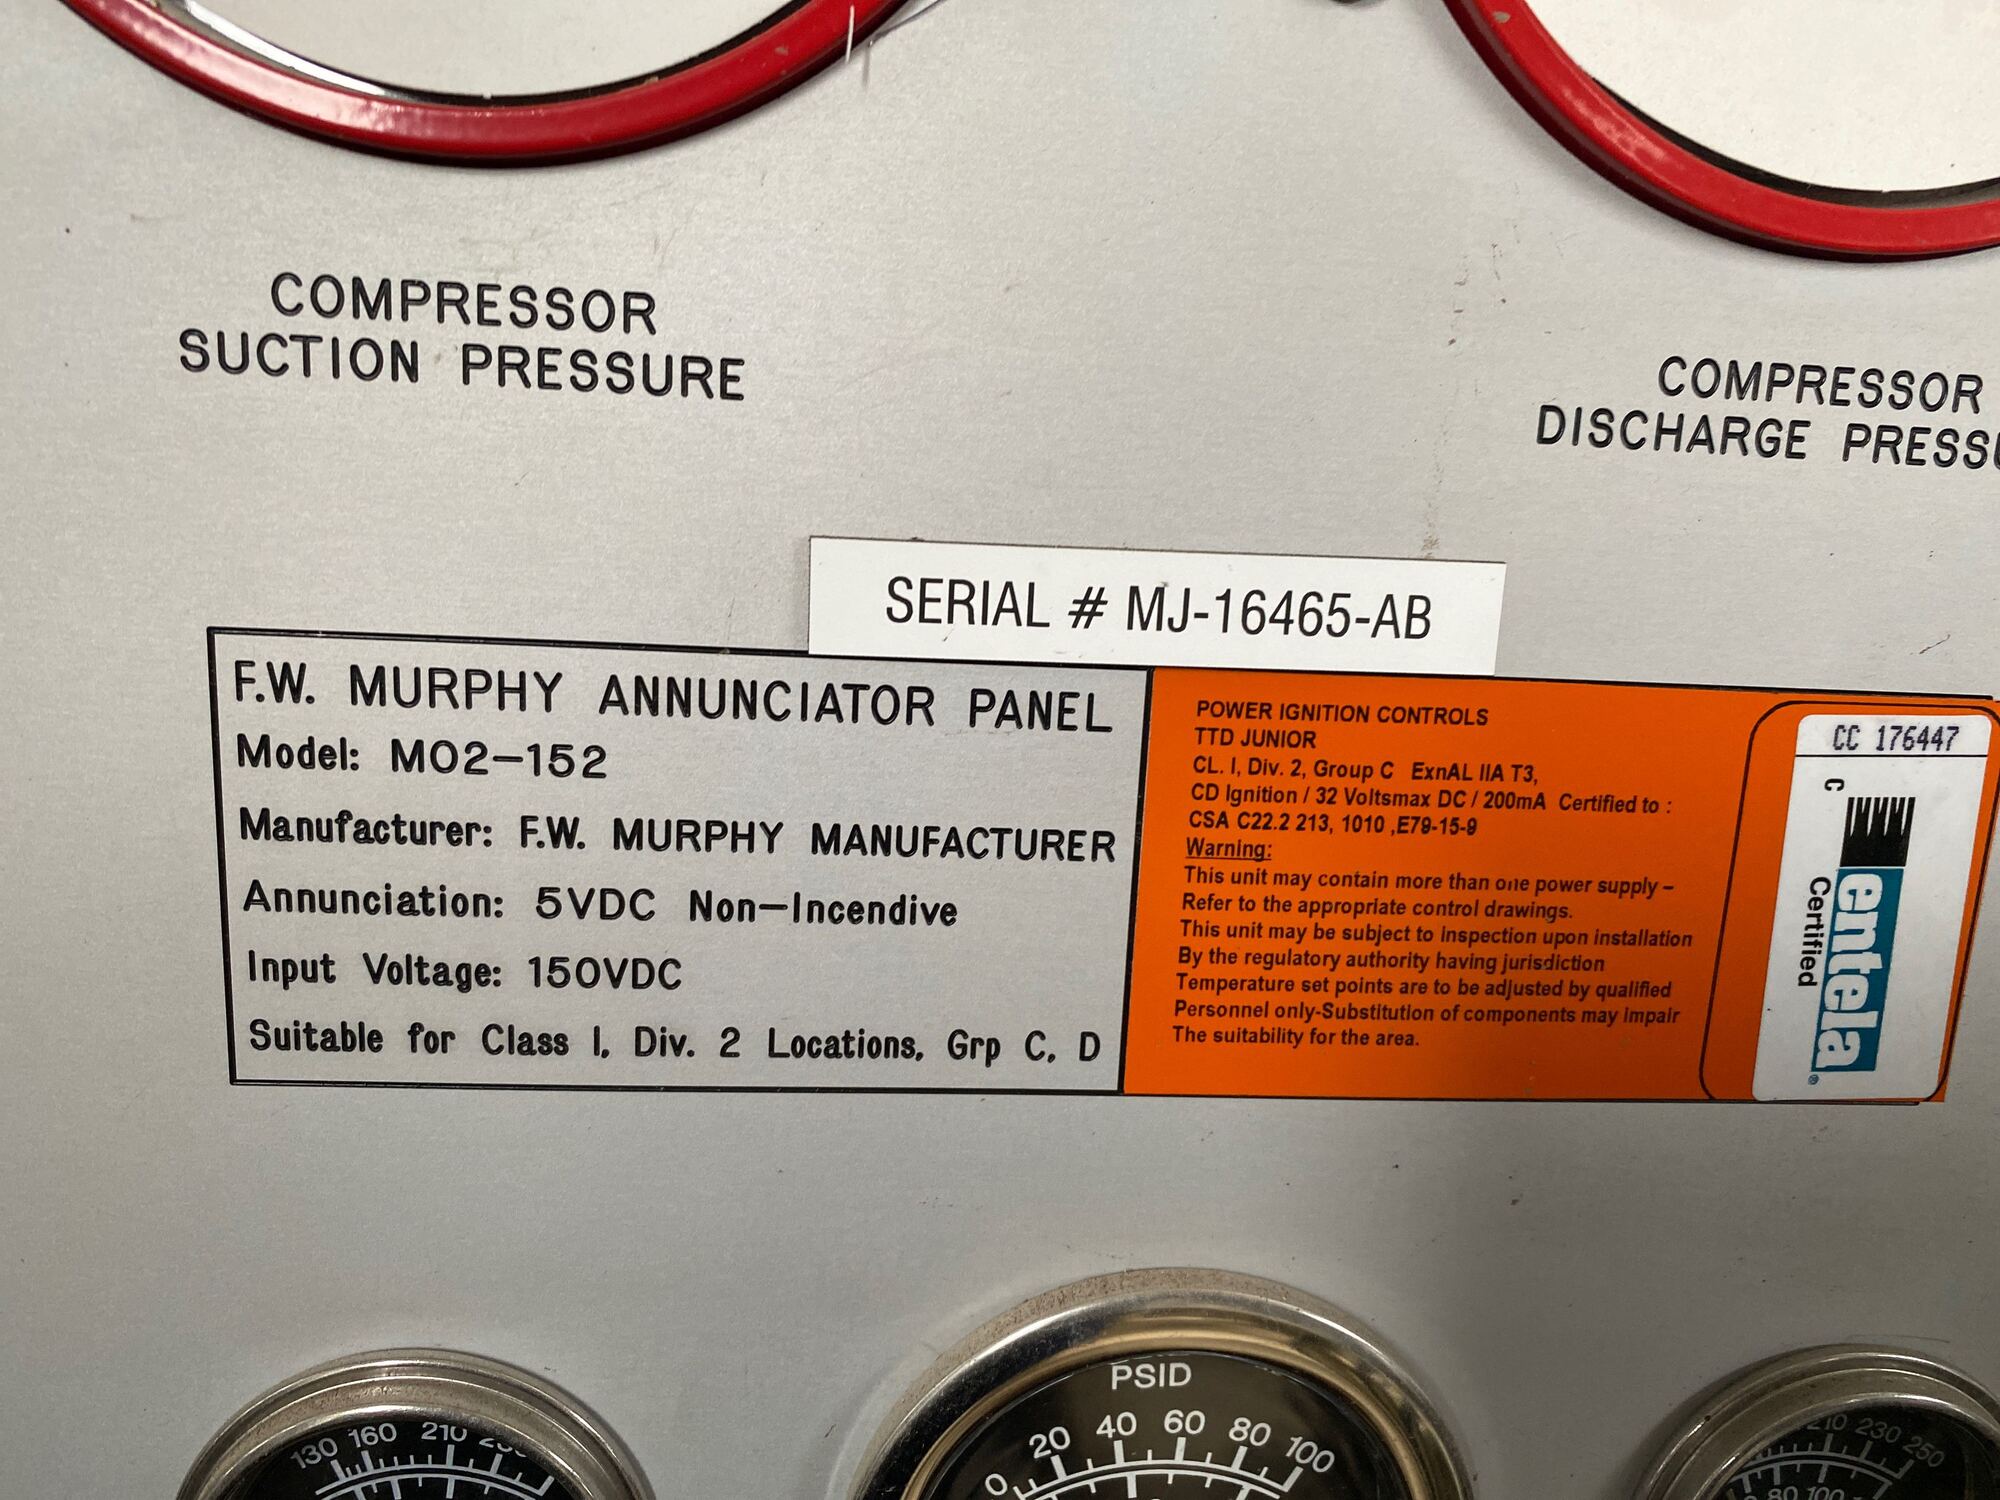 COMPRESSOR
SUCTION PRESSURE
COMPRESSOR
DISCHARGE
SERIAL # MJ-16465-AB
F.W. MURPHY ANNUNCIATOR PANEL
Model: MO2-152
Manufacturer: F.W. MURPHY MANUFACTURER
Annunciation: 5VDC Non-Incendive
Input Voltage: 150VDC
Suitable for Class I, Div. 2 Locations, Grp C, D
POWER IGNITION CONTROLS
TTD JUNIOR
CL. I, Div. 2, Group C ExnAL IIA T3,
CD Ignition / 32 Voltsmax DC / 200mA Certified to :
CSA C22.2 213, 1010 ,E79-15-9
Warning:
This unit may contain more than one power supply –
Refer to the appropriate control drawings.
This unit may be subject to inspection upon installation
By the regulatory authority having jurisdiction
Temperature set points are to be adjusted by qualified
Personnel only-Substitution of components may impair
The suitability for the area.
CC 176447
C
entela®
Certified
130 160 210
PSID
0 20 40 60 80 100
210 230 250
80 100